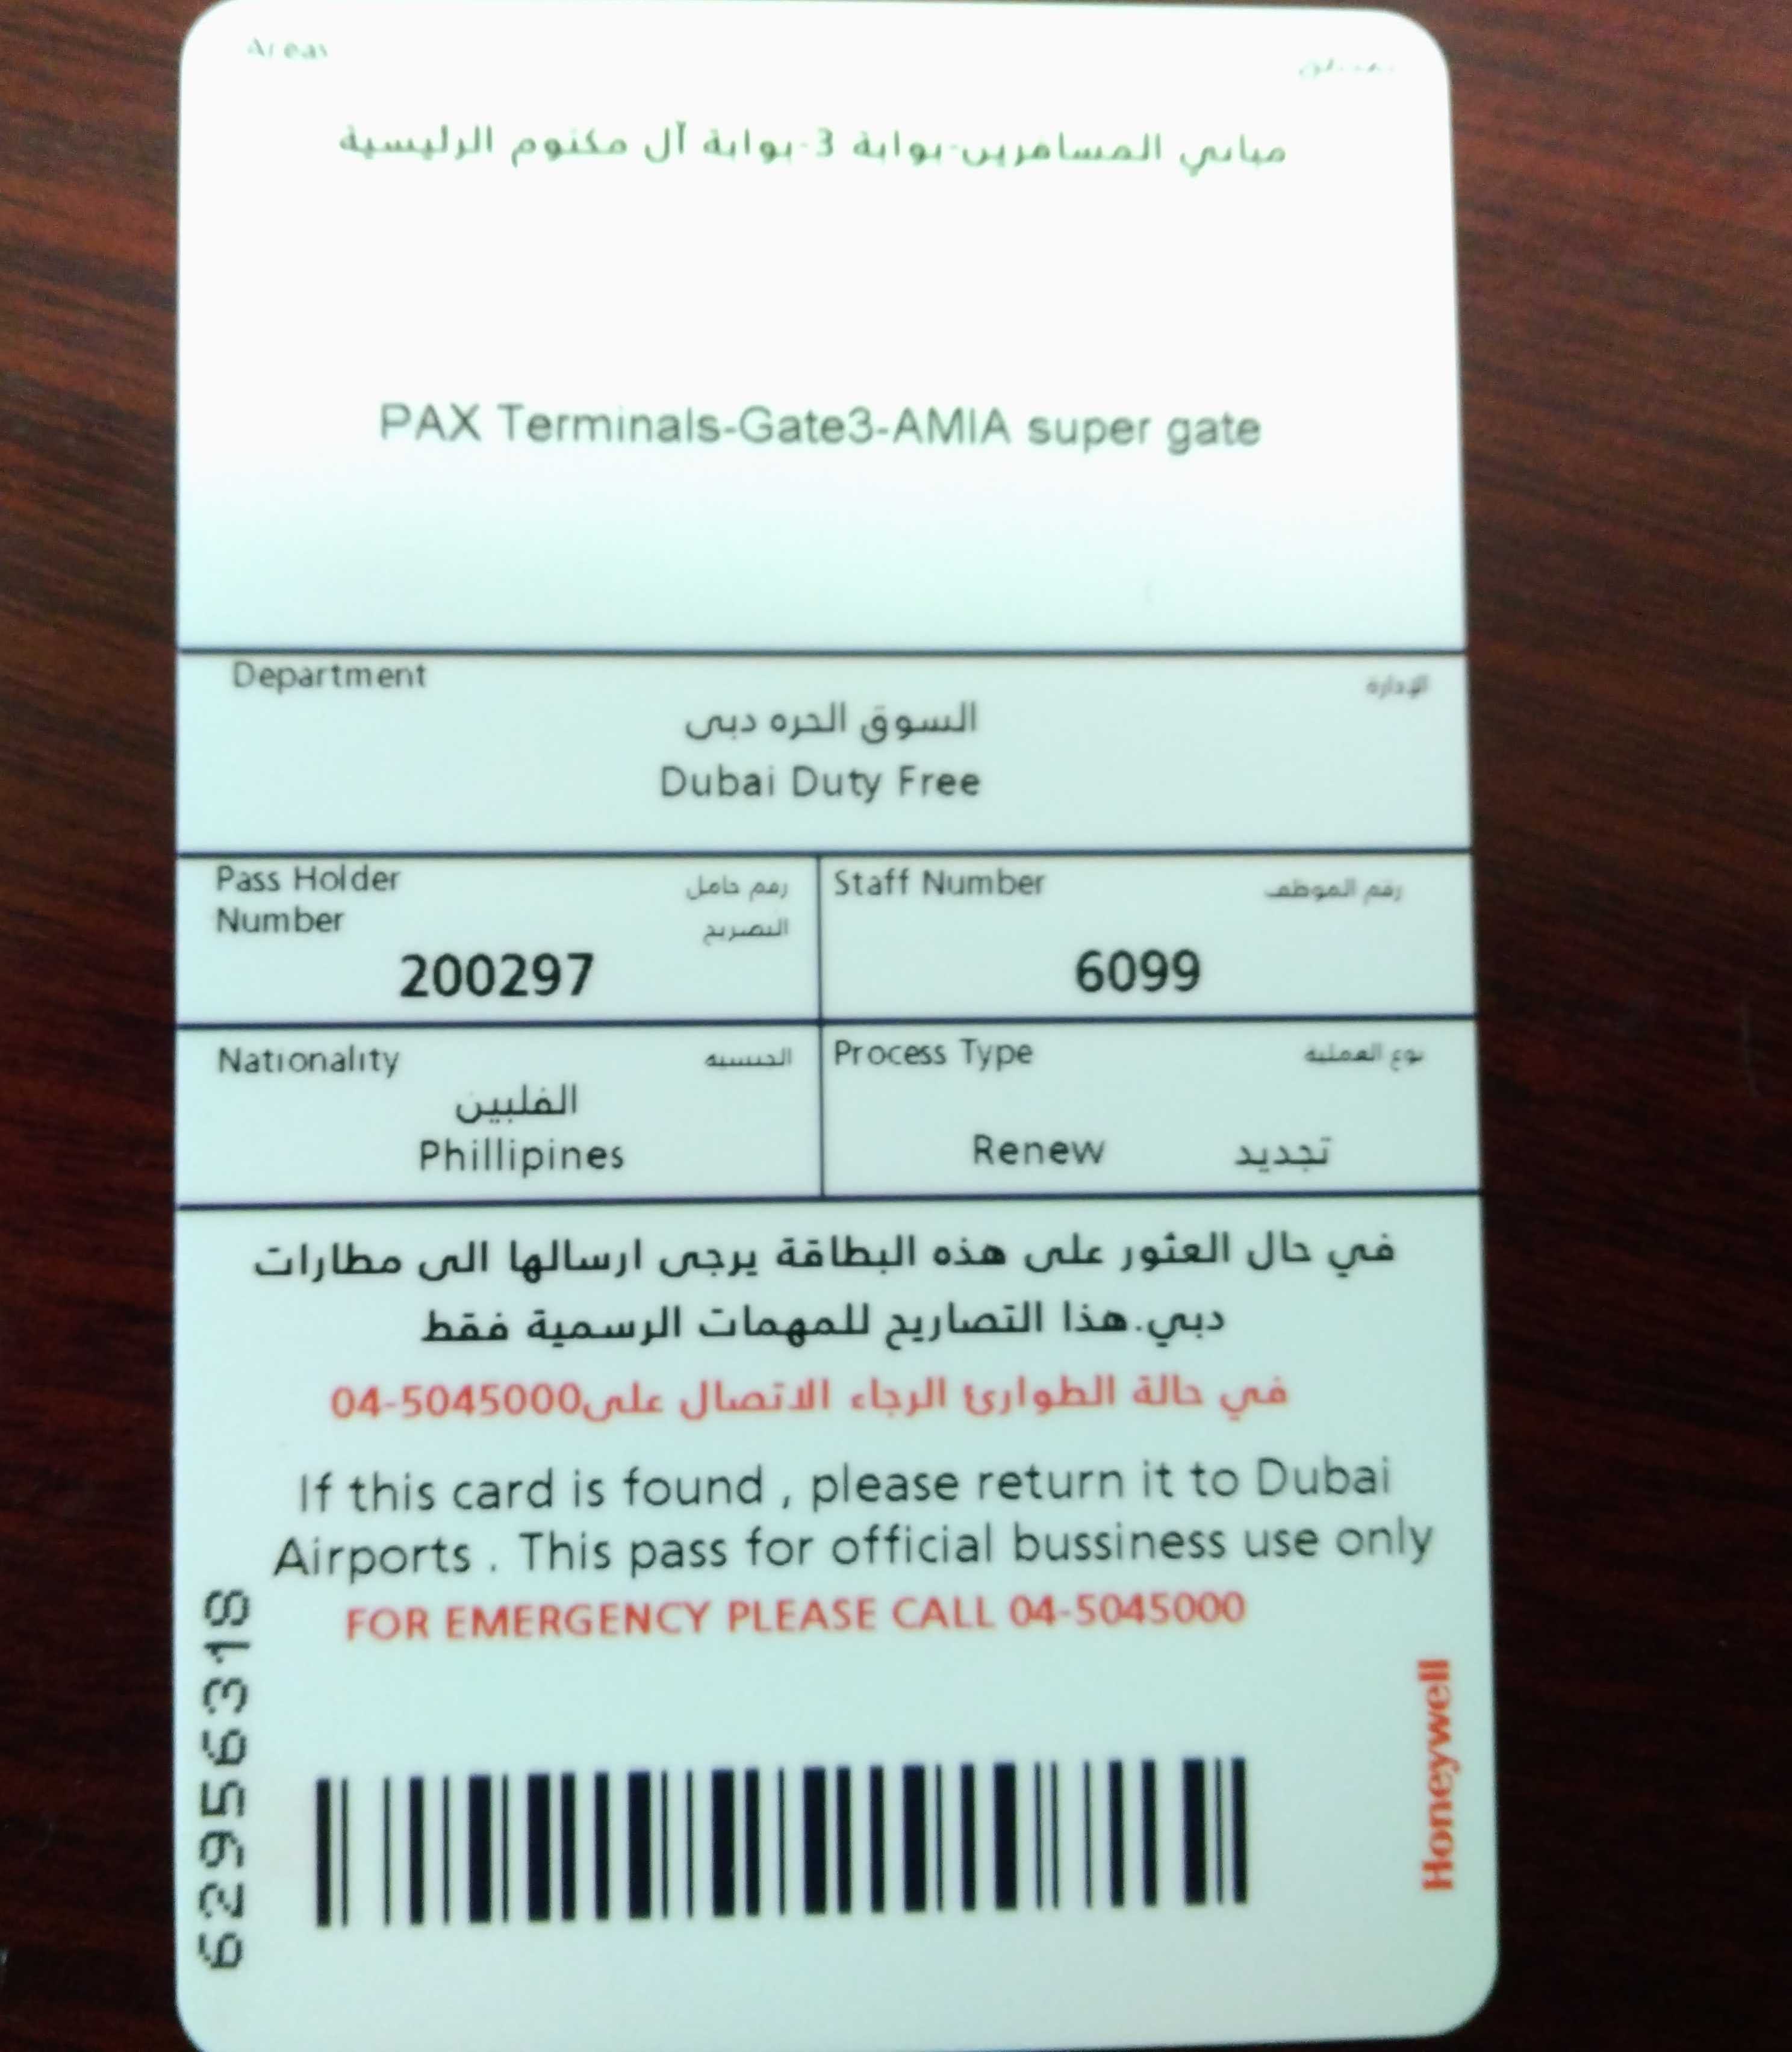 Areas
مباني المسافرين-بوابة 3-بوابة آل مكتوم الرئيسية
PAX Terminals-Gate3-AMIA super gate
Department الإدارة
السوق الحره دبى
Dubai Duty Free
Pass Holder Number رقم حامل التصريح
200297
Staff Number رقم الموظف
6099
Nationality الجنسية
الفلبين
Phillipines
Process Type نوع العملية
Renew تجديد
في حال العثور على هذه البطاقة يرجى ارسالها الى مطارات
دبي.هذا التصاريح للمهمات الرسمية فقط
في حالة الطوارئ الرجاء الاتصال على04-5045000
If this card is found , please return it to Dubai
Airports . This pass for official bussiness use only
FOR EMERGENCY PLEASE CALL 04-5045000
62956318
Honeywell